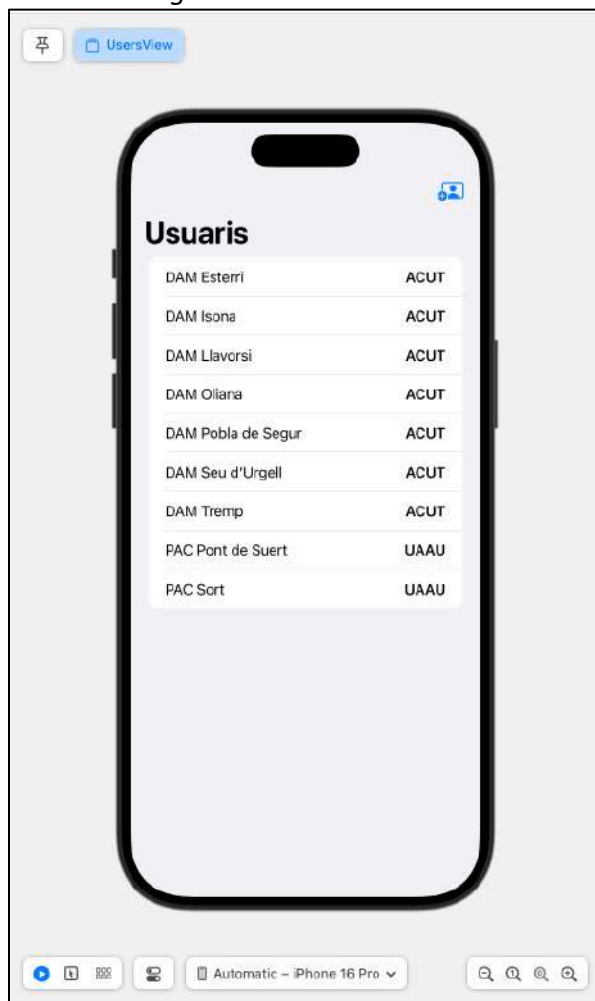 UsersView
Usuaris
DAM Esterri ACUT
DAM Isona ACUT
DAM Llavorsi ACUT
DAM Oliana ACUT
DAM Pobla de Segur ACUT
DAM Seu d'Urgell ACUT
DAM Tremp ACUT
PAC Pont de Suert UAAU
PAC Sort UAAU
Automatic – iPhone 16 Pro